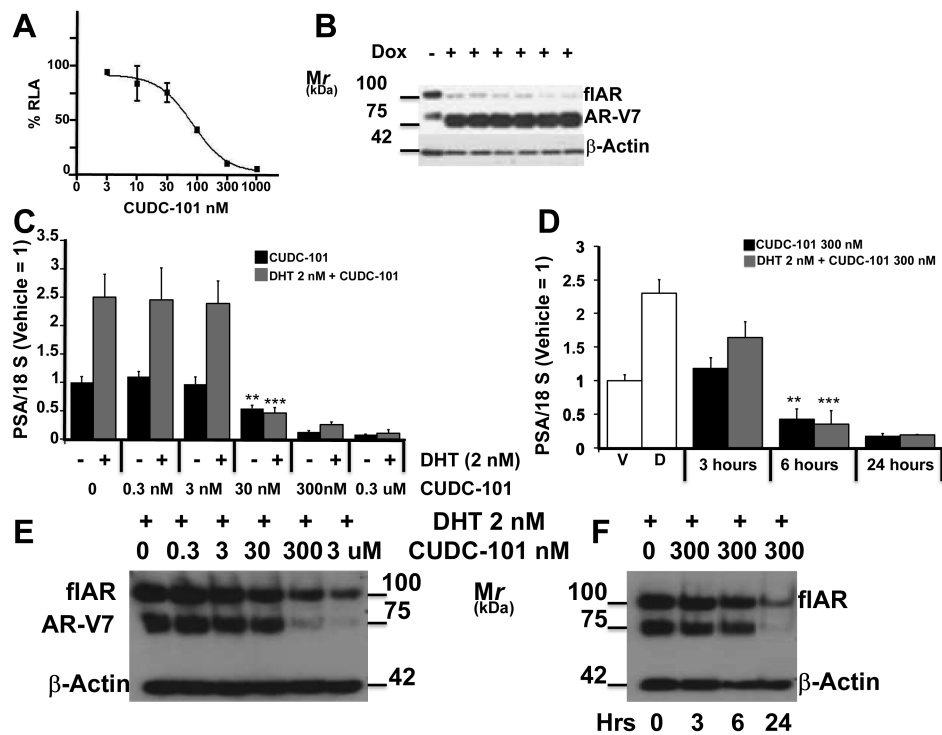 A
% RLA
100
50
0
0 3 10 30 100 300 1000
CUDC-101 nM
B
Dox - + + + + + +
Mr
(kDa)
100
75
42
flAR
AR-V7
β-Actin
C
PSA/18 S (Vehicle = 1)
3.5
3
2.5
2
1.5
1
0.5
0
CUDC-101
DHT 2 nM + CUDC-101
** ***
- + - + - + - + - + - + DHT (2 nM)
0 0.3 nM 3 nM 30 nM 300nM 0.3 uM CUDC-101
D
PSA/18 S (Vehicle = 1)
3
2.5
2
1.5
1
0.5
0
CUDC-101 300 nM
DHT 2 nM + CUDC-101 300 nM
** ***
V D 3 hours 6 hours 24 hours
E
+ + + + + + DHT 2 nM
0 0.3 3 30 300 3 uM CUDC-101 nM
flAR
AR-V7
β-Actin
100
75
42
Mr
(kDa)
F
+ + + +
0 300 300 300
100
75
42
flAR
β-Actin
Hrs 0 3 6 24